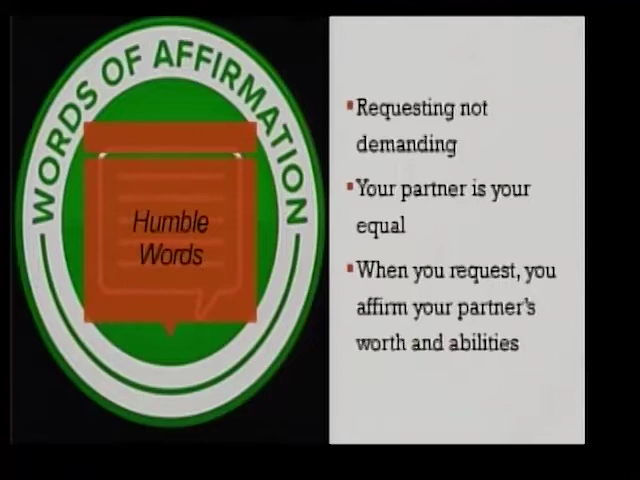 WORDS OF AFFIRMATION
Humble
Words
Requesting not
demanding
Your partner is your
equal
When you request, you
affirm your partner's
worth and abilities